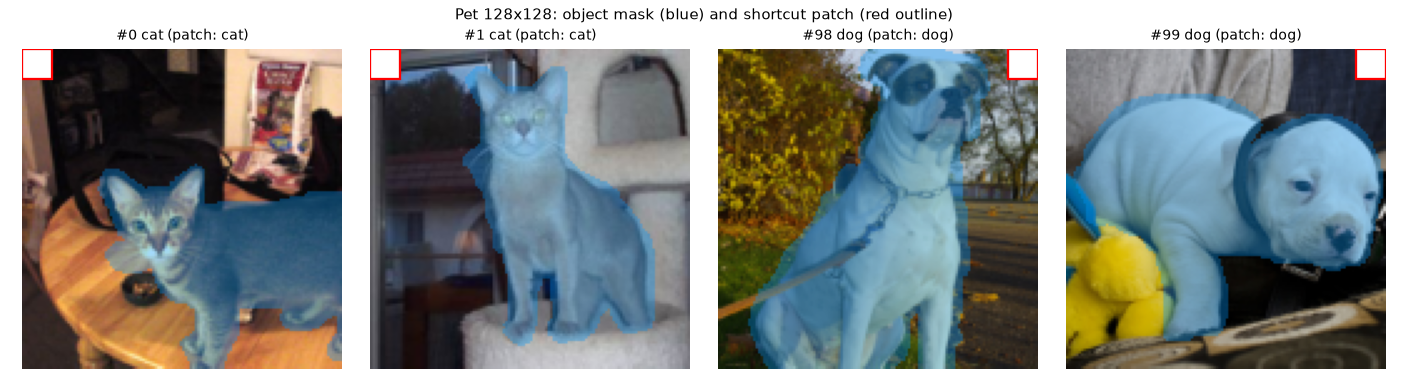 Pet 128x128: object mask (blue) and shortcut patch (red outline)
#0 cat (patch: cat)
#1 cat (patch: cat)
#98 dog (patch: dog)
#99 dog (patch: dog)